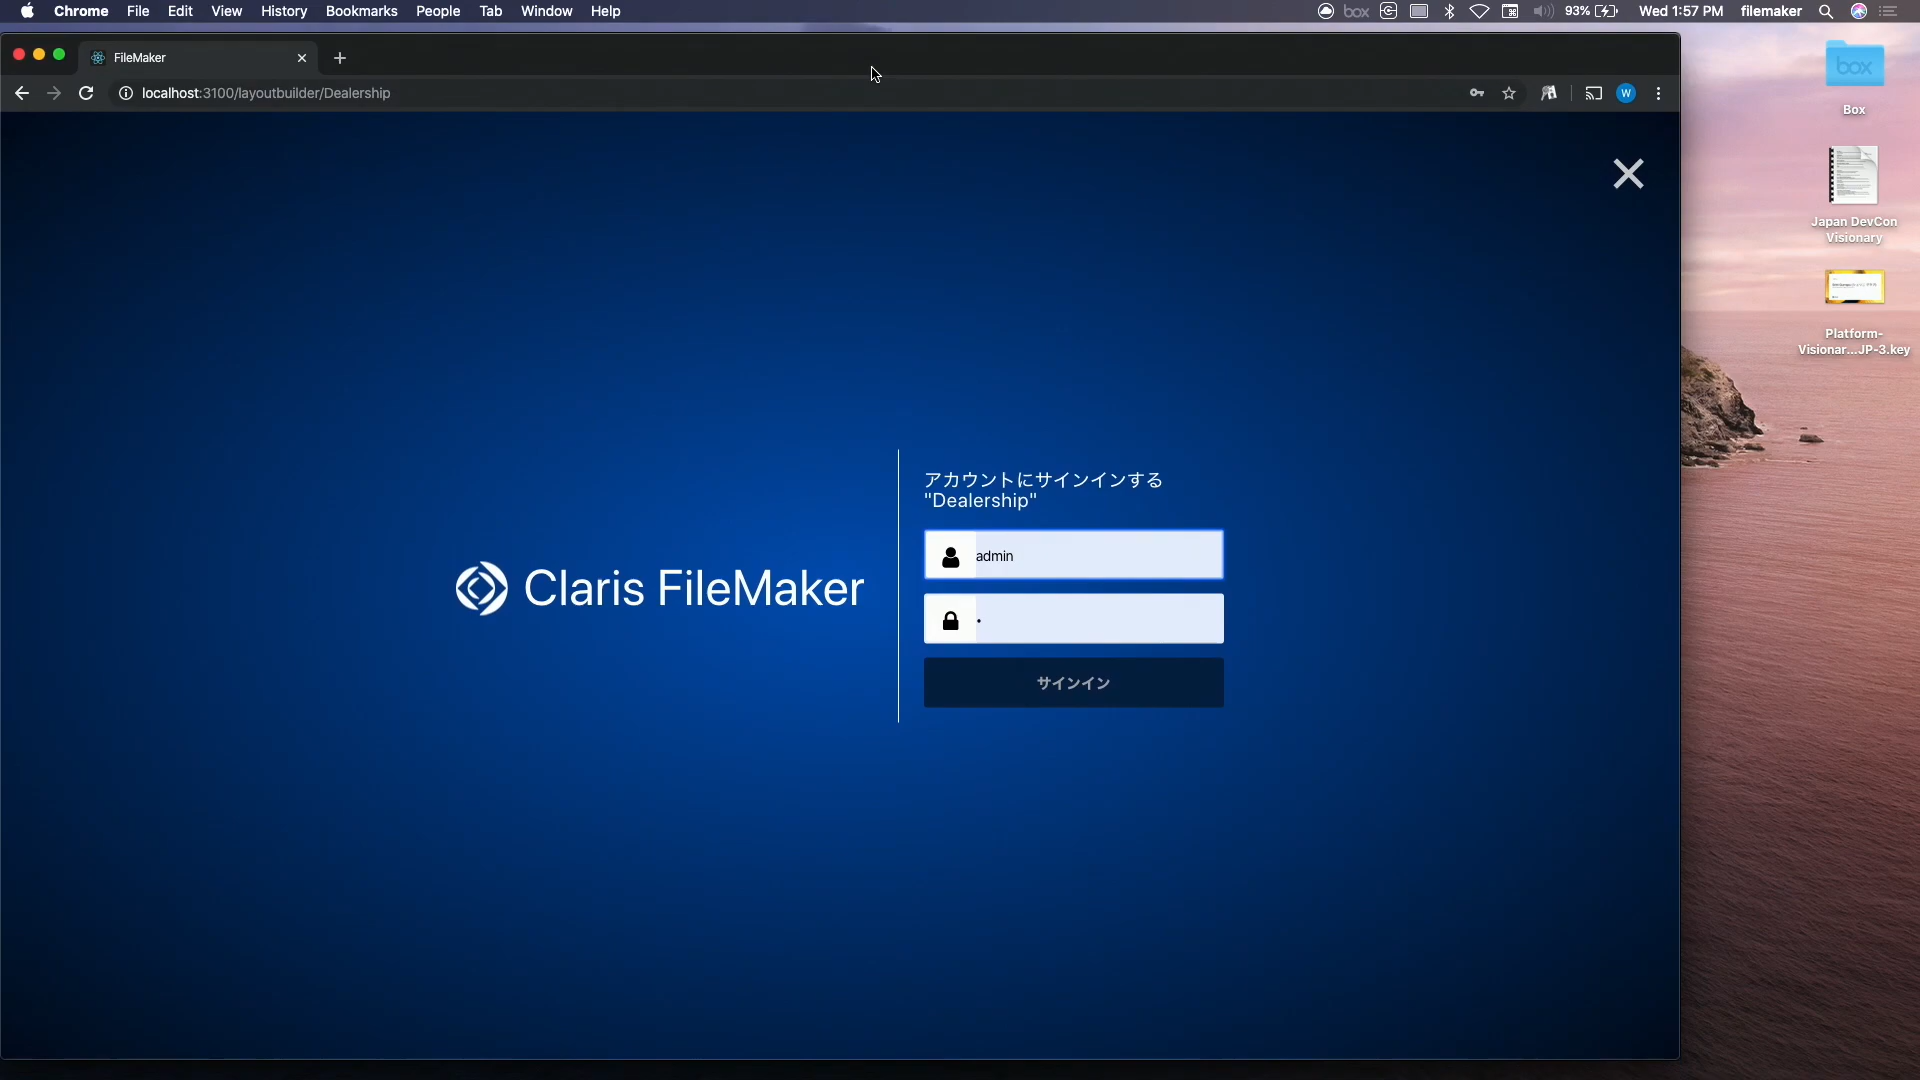 Chrome File Edit View History Bookmarks People Tab Window Help box 93% Wed 1:57 PM filemaker
FileMaker
localhost:3100/layoutbuilder/Dealership
W
box
Box
Japan DevCon
Visionary
Platform-
Visionar...JP-3.key
アカウントにサインインする
"Dealership"
admin
Claris FileMaker
サインイン